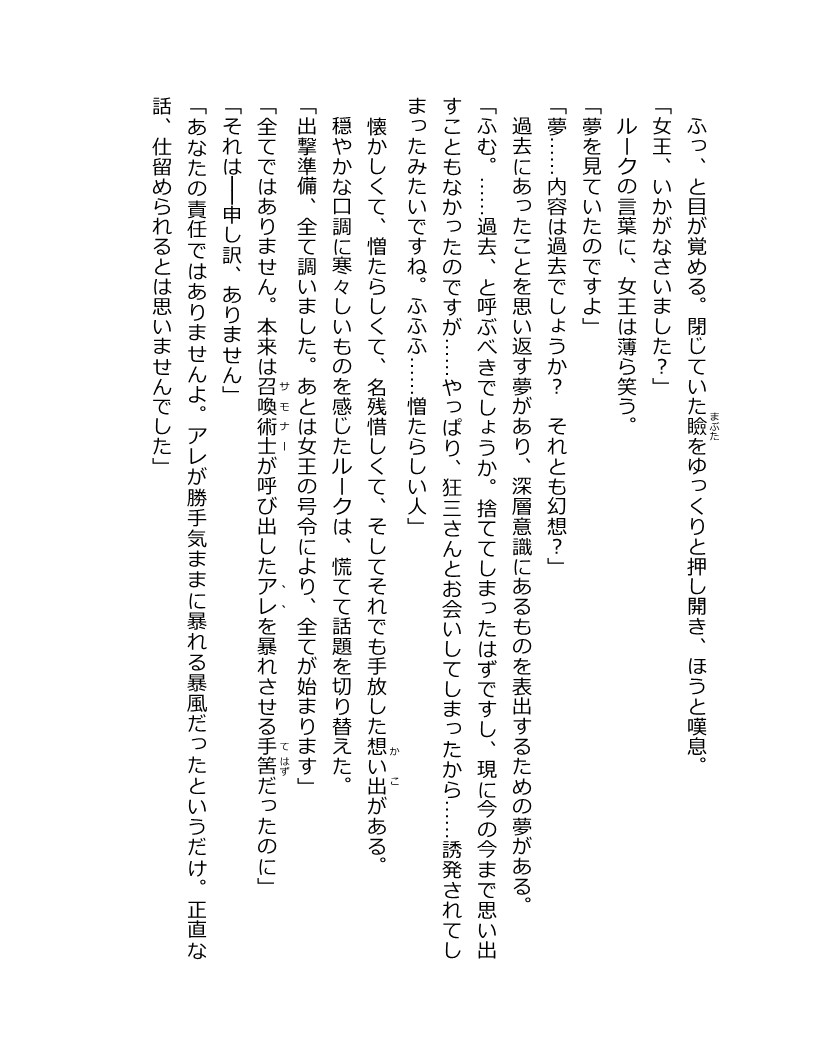 ふっ、と目が覚める。閉じていた瞼をゆっくりと押し開き、ほうと嘆息。
まぶた
「女王、いかがなさいました？」
ルークの言葉に、女王は薄ら笑う。
「夢を見ていたのですよ」
「夢……内容は過去でしょうか？　それとも幻想？」
過去にあったことを思い返す夢があり、深層意識にあるものを表出するための夢がある。
「ふむ。……過去、と呼ぶべきでしょうか。捨ててしまったはずですし、現に今の今まで思い出
すこともなかったのですが……やっぱり、狂三さんとお会いしてしまったから……誘発されてし
まったみたいですね。ふふふ……憎たらしい人」
懐かしくて、憎たらしくて、名残惜しくて、そしてそれでも手放した想い出がある。
かこ
穏やかな口調に寒々しいものを感じたルークは、慌てて話題を切り替えた。
「出撃準備、全て調いました。あとは女王の号令により、全てが始まります」
「全てではありません。本来は召喚術士が呼び出したアレを暴れさせる手筈だったのに」
サモナー
てはず
「それは──申し訳、ありません」
「あなたの責任ではありませんよ。アレが勝手気ままに暴れる暴風だったというだけ。正直な
話、仕留められるとは思いませんでした」